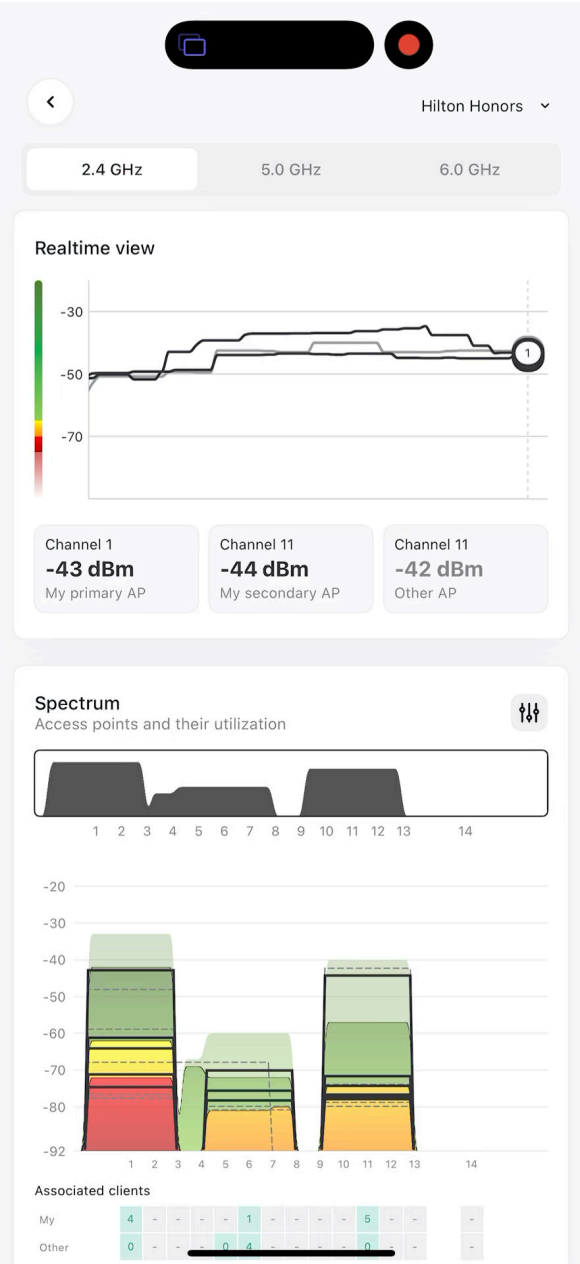 Hilton Honors
2.4 GHz 5.0 GHz 6.0 GHz
Realtime view
-30
-50
-70
1
Channel 1 Channel 11 Channel 11
-43 dBm -44 dBm -42 dBm
My primary AP My secondary AP Other AP
Spectrum
Access points and their utilization
1 2 3 4 5 6 7 8 9 10 11 12 13 14
-20
-30
-40
-50
-60
-70
-80
-92
1 2 3 4 5 6 7 8 9 10 11 12 13 14
Associated clients
My 4 - - - - 1 - - - - 5 - - -
Other 0 - - - 0 4 - - - - 0 - - -